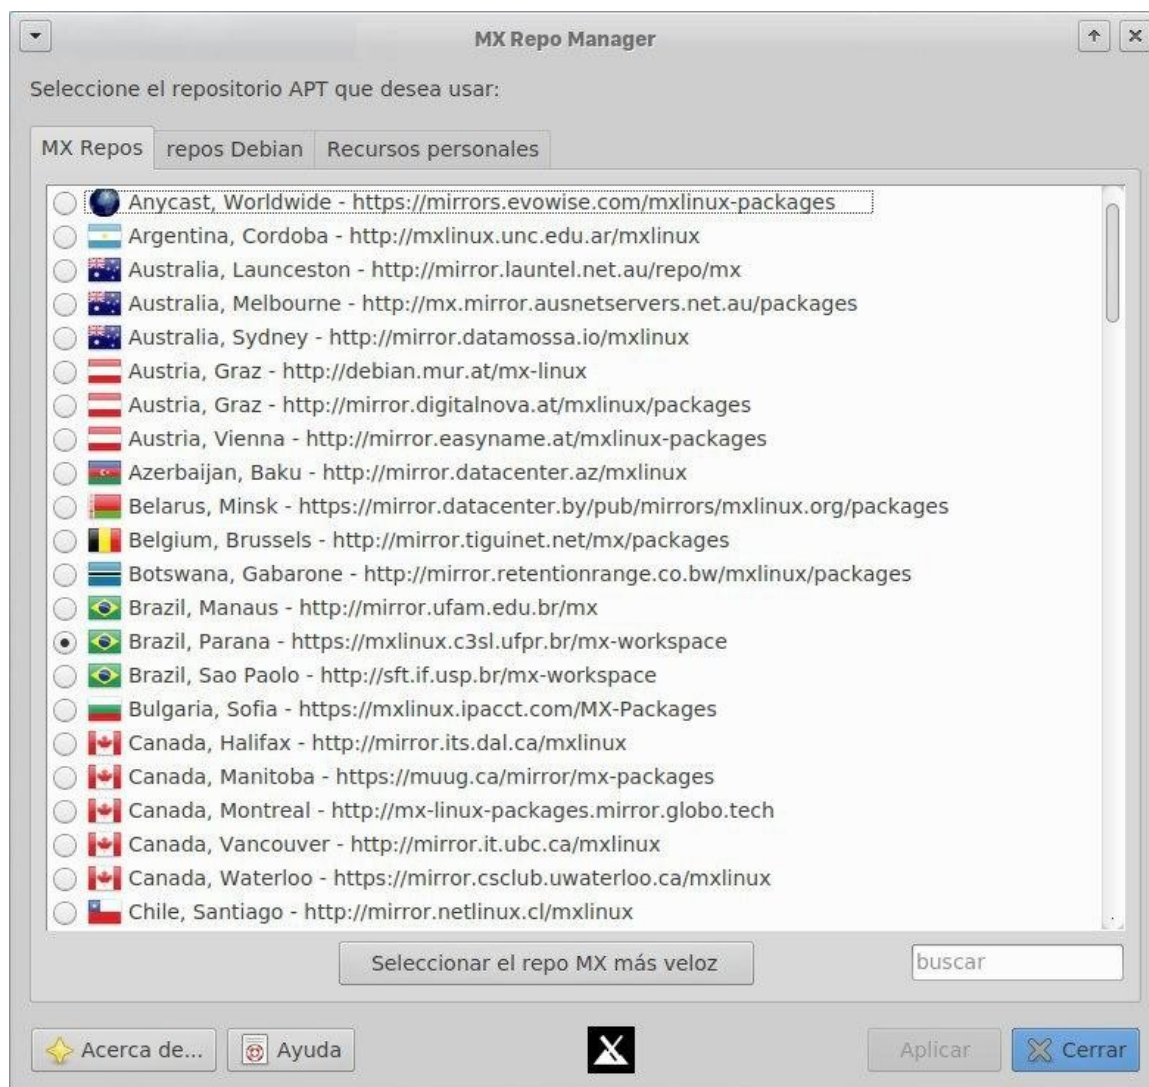 MX Repo Manager
Seleccione el repositorio APT que desea usar:
MX Repos repos Debian Recursos personales
Anycast, Worldwide - https://mirrors.evowise.com/mxlinux-packages
Argentina, Cordoba - http://mxlinux.unc.edu.ar/mxlinux
Australia, Launceston - http://mirror.launtel.net.au/repo/mx
Australia, Melbourne - http://mx.mirror.ausnetservers.net.au/packages
Australia, Sydney - http://mirror.datamossa.io/mxlinux
Austria, Graz - http://debian.mur.at/mx-linux
Austria, Graz - http://mirror.digitalnova.at/mxlinux/packages
Austria, Vienna - http://mirror.easyname.at/mxlinux-packages
Azerbaijan, Baku - http://mirror.datacenter.az/mxlinux
Belarus, Minsk - https://mirror.datacenter.by/pub/mirrors/mxlinux.org/packages
Belgium, Brussels - http://mirror.tiguinet.net/mx/packages
Botswana, Gabarone - http://mirror.retentionrange.co.bw/mxlinux/packages
Brazil, Manaus - http://mirror.ufam.edu.br/mx
Brazil, Parana - https://mxlinux.c3sl.ufpr.br/mx-workspace
Brazil, Sao Paolo - http://sft.if.usp.br/mx-workspace
Bulgaria, Sofia - https://mxlinux.ipacct.com/MX-Packages
Canada, Halifax - http://mirror.its.dal.ca/mxlinux
Canada, Manitoba - https://muug.ca/mirror/mx-packages
Canada, Montreal - http://mx-linux-packages.mirror.globo.tech
Canada, Vancouver - http://mirror.it.ubc.ca/mxlinux
Canada, Waterloo - https://mirror.csclub.uwaterloo.ca/mxlinux
Chile, Santiago - http://mirror.netlinux.cl/mxlinux
Seleccionar el repo MX más veloz buscar
Acerca de... Ayuda Aplicar Cerrar